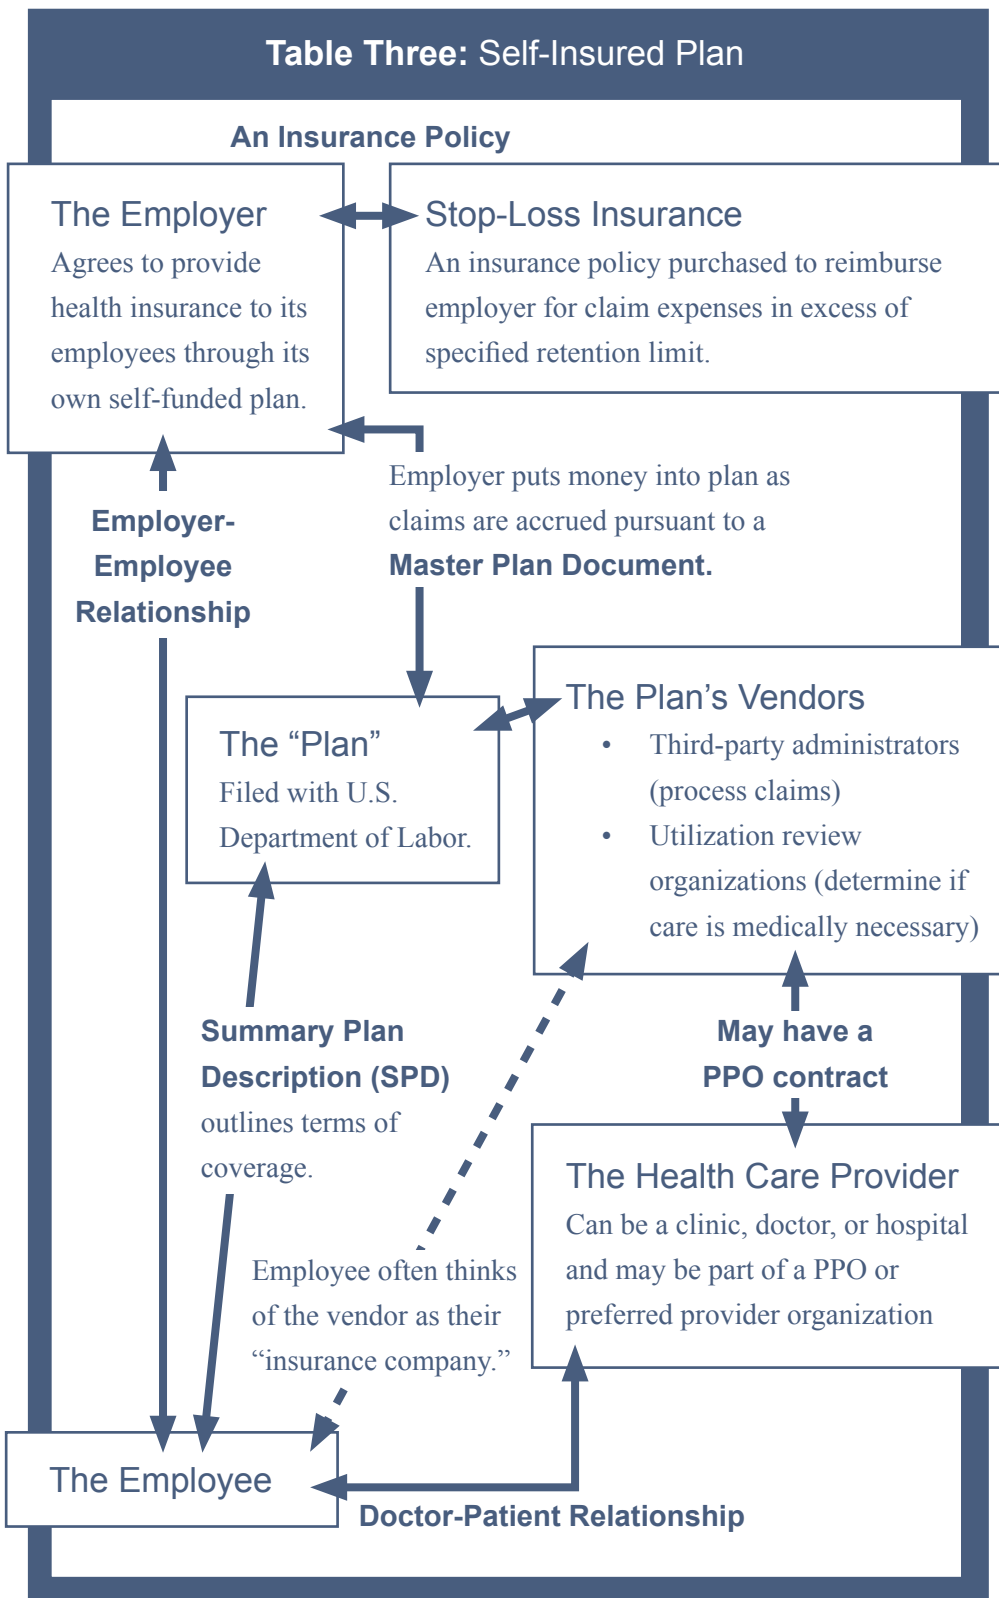 Table Three: Self-Insured Plan
An Insurance Policy
The Employer
Agrees to provide
health insurance to its
employees through its
own self-funded plan.
Stop-Loss Insurance
An insurance policy purchased to reimburse
employer for claim expenses in excess of
specified retention limit.
Employer puts money into plan as
claims are accrued pursuant to a
Master Plan Document.
Employer-
Employee
Relationship
The “Plan”
Filed with U.S.
Department of Labor.
The Plan’s Vendors
• Third-party administrators
(process claims)
• Utilization review
organizations (determine if
care is medically necessary)
Summary Plan
Description (SPD)
outlines terms of
coverage.
May have a
PPO contract
The Health Care Provider
Can be a clinic, doctor, or hospital
and may be part of a PPO or
preferred provider organization
Employee often thinks
of the vendor as their
“insurance company.”
The Employee
Doctor-Patient Relationship